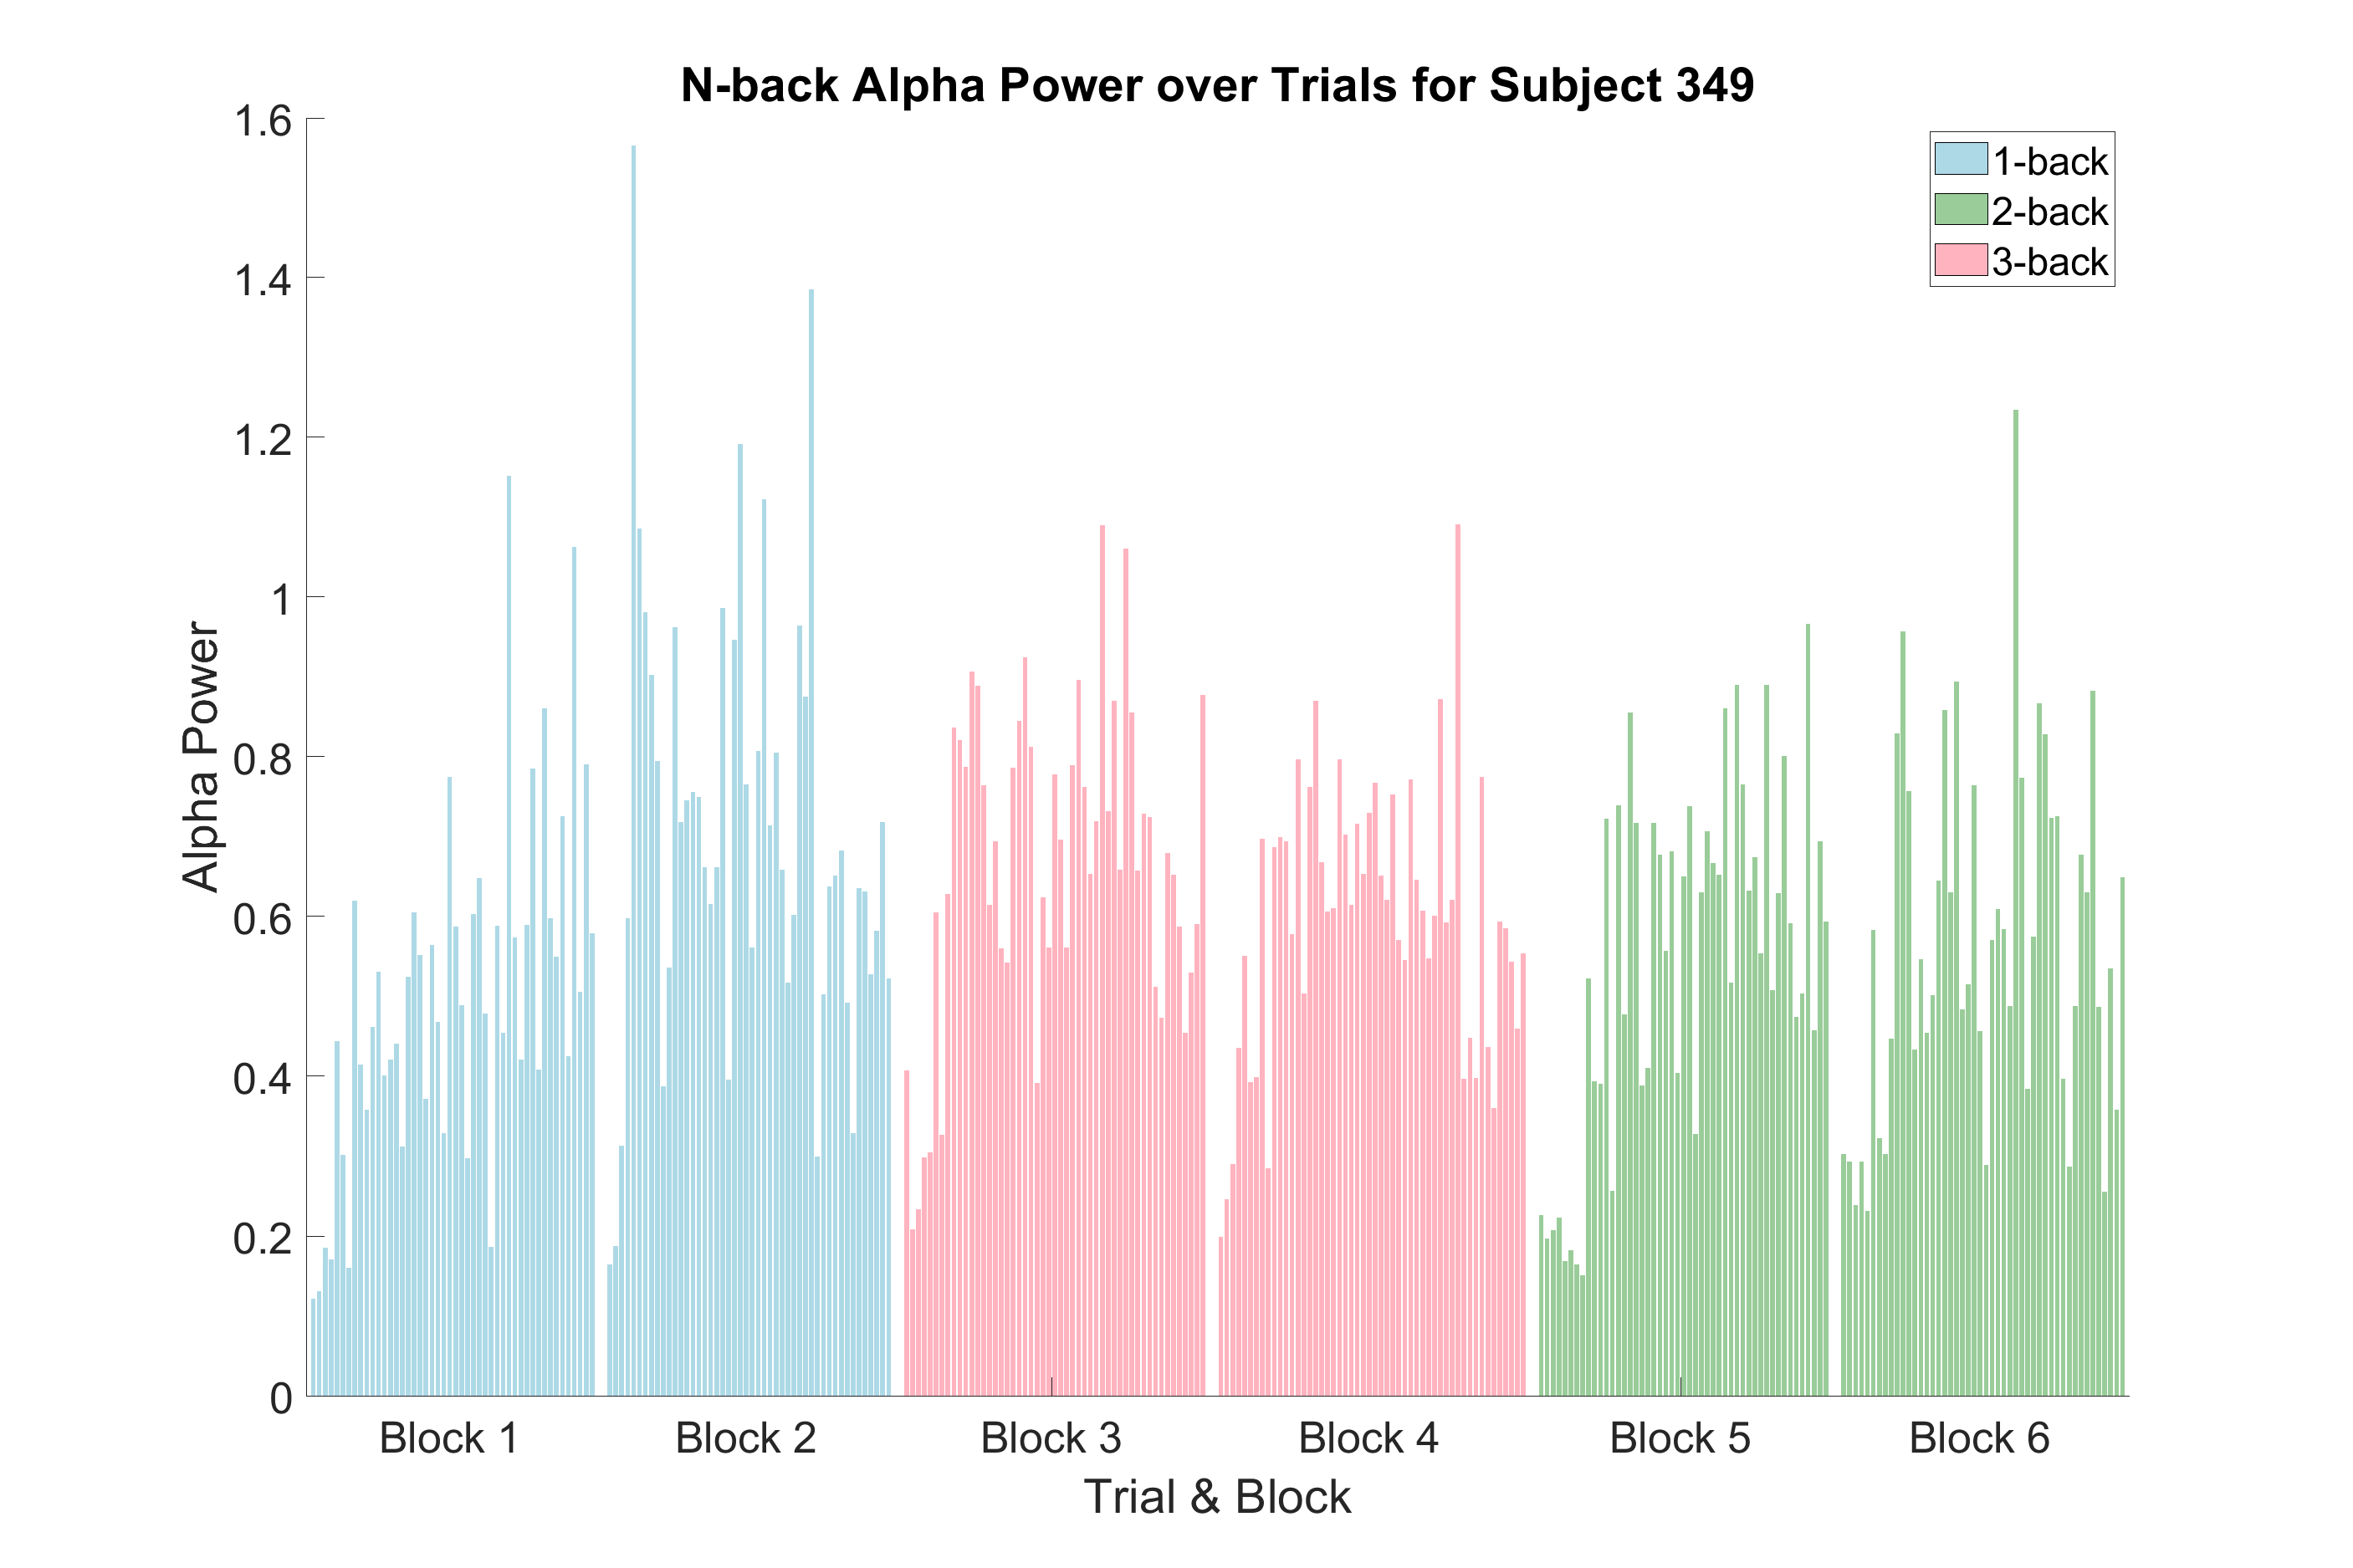 N-back Alpha Power over Trials for Subject 349
1.6
1.4
1.2
1
0.8
0.6
0.4
0.2
0
Alpha Power
1-back
2-back
3-back
Block 1
Block 2
Block 3
Block 4
Block 5
Block 6
Trial & Block